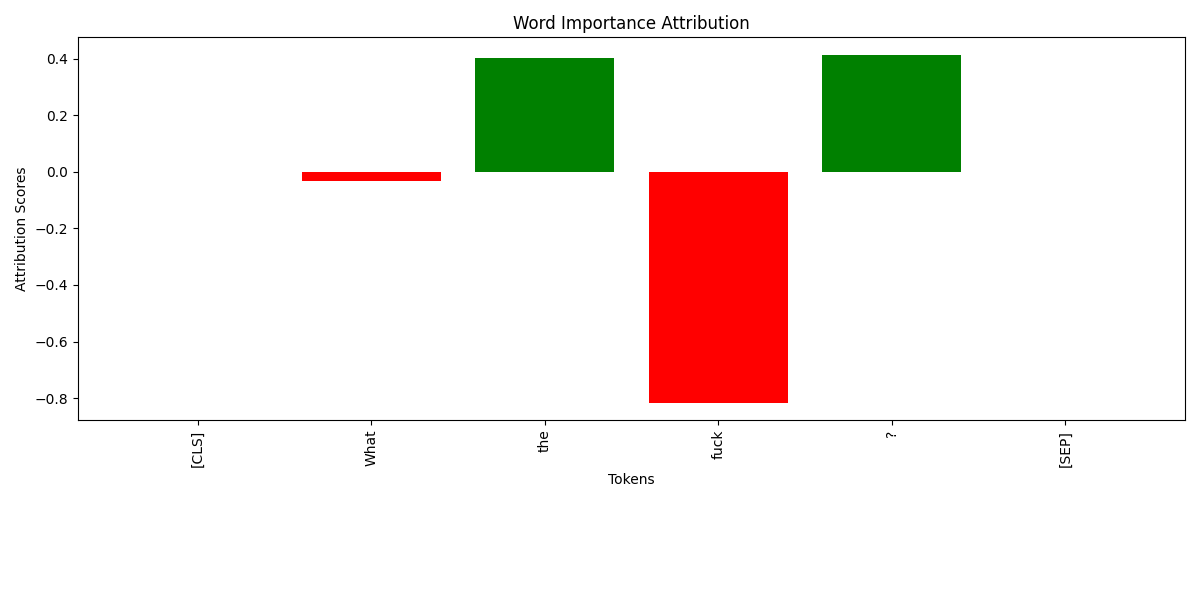 Word Importance Attribution
Attribution Scores
0.4
0.2
0.0
−0.2
−0.4
−0.6
−0.8
[CLS]
What
the
fuck
?
[SEP]
Tokens